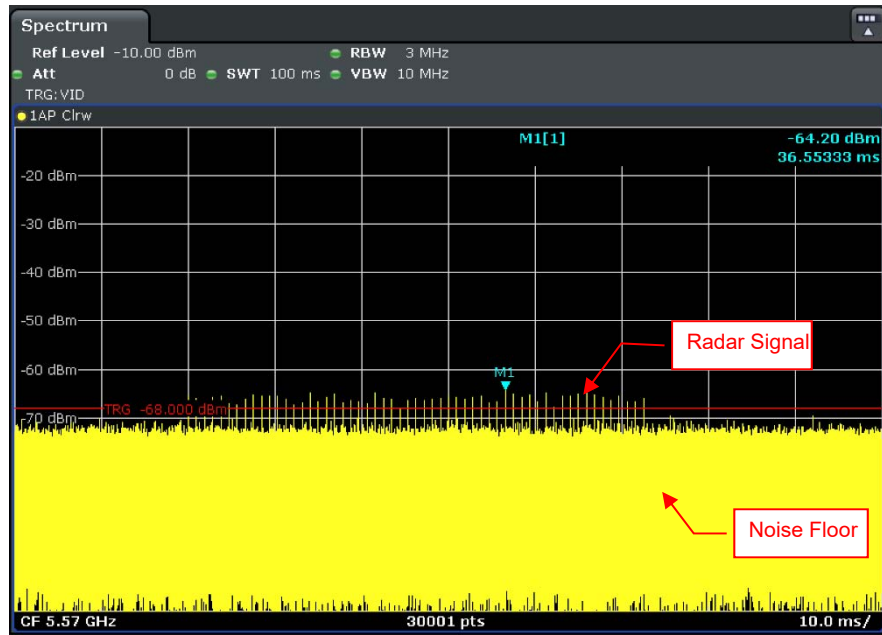 Spectrum
Ref Level -10.00 dBm RBW 3 MHz
Att 0 dB SWT 100 ms VBW 10 MHz
TRG:VID
1AP Clrw
M1[1] -64.20 dBm
36.55333 ms
-20 dBm
-30 dBm
-40 dBm
-50 dBm
Radar Signal
-60 dBm
M1
TRG -68.000 dBm
-70 dBm
Noise Floor
CF 5.57 GHz 30001 pts 10.0 ms/